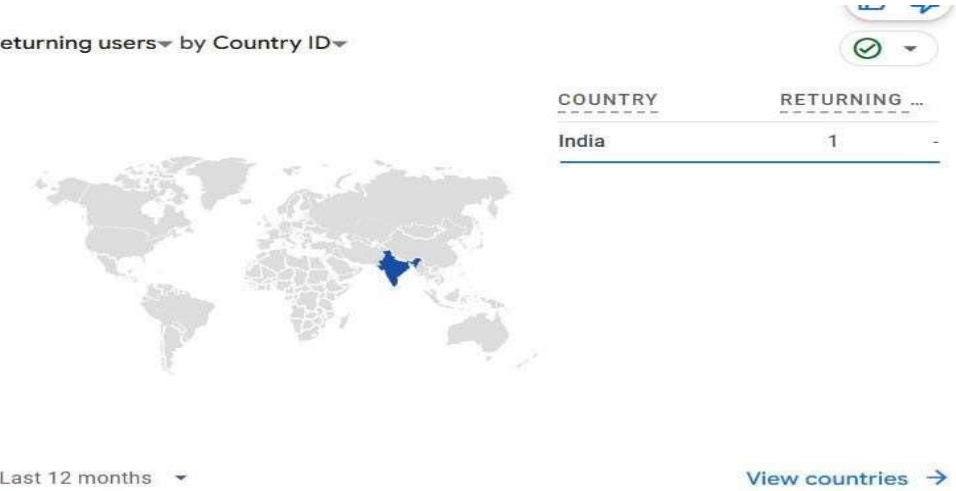 eturning users by Country ID
COUNTRY RETURNING ...
India 1 -
Last 12 months
View countries